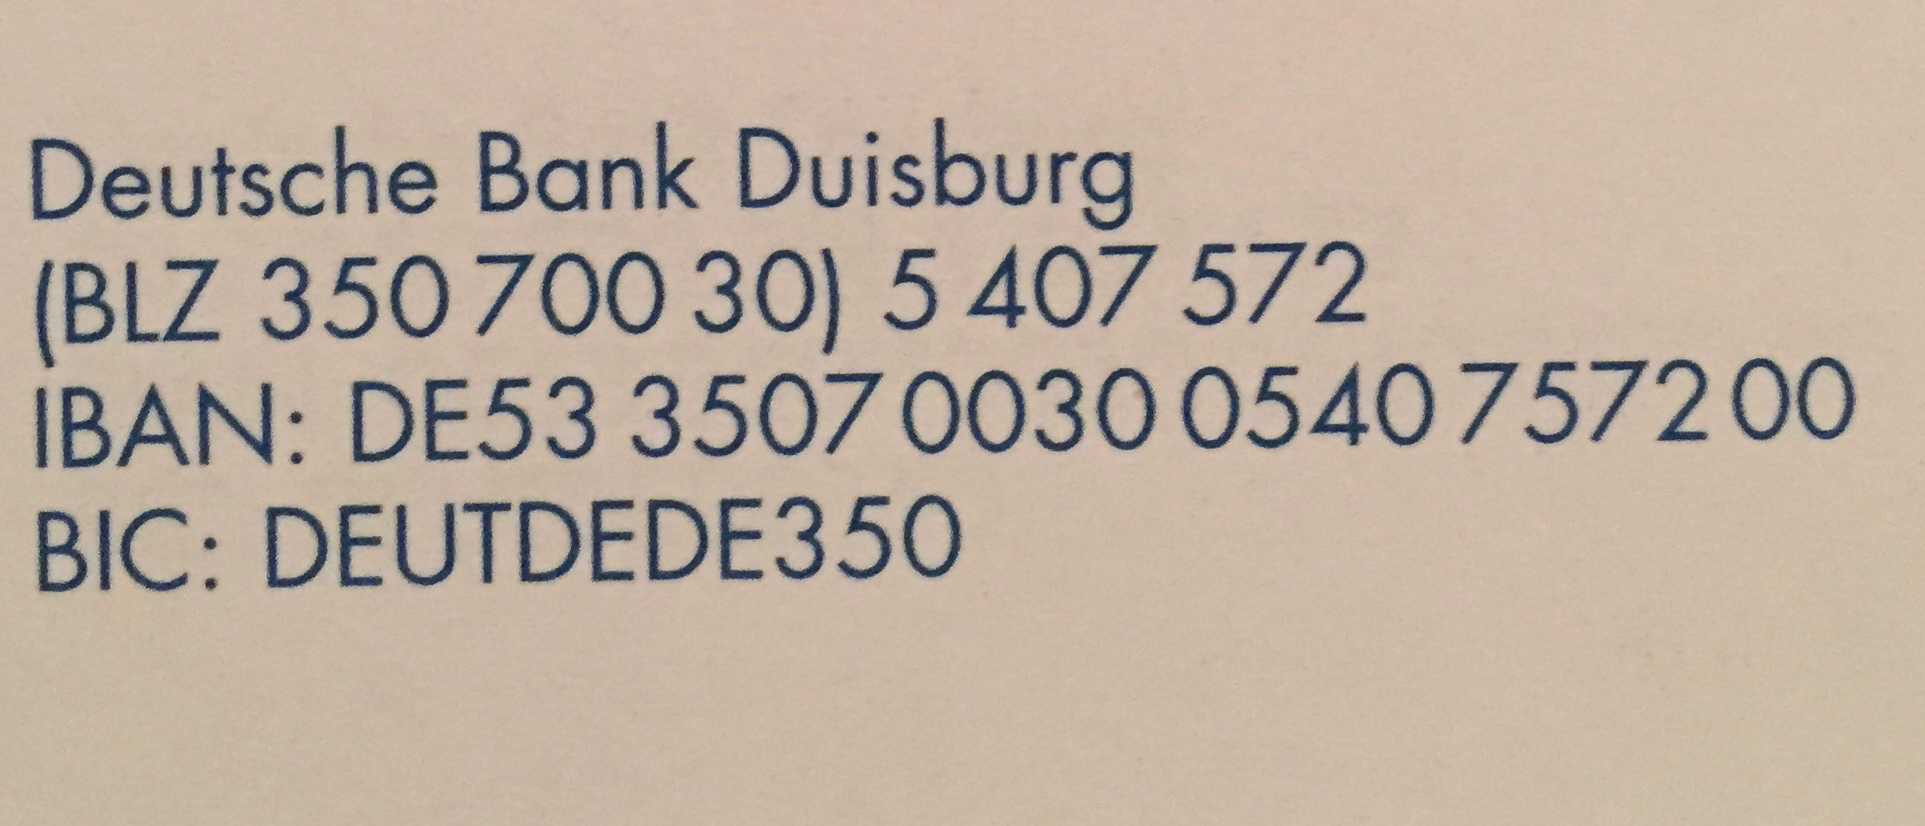 Deutsche Bank Duisburg
(BLZ 350 700 30) 5 407 572
IBAN: DE53 3507 0030 0540 7572 00
BIC: DEUTDEDE350